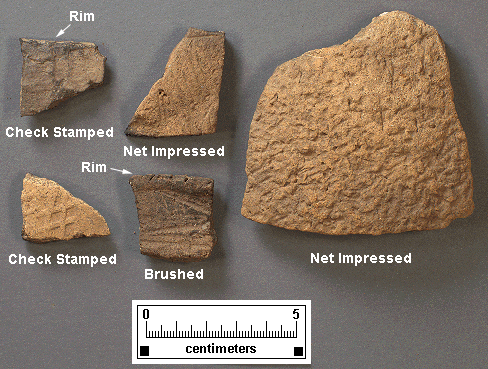 Rim
Check Stamped
Net Impressed
Rim
Check Stamped
Brushed
Net Impressed
0 5
centimeters